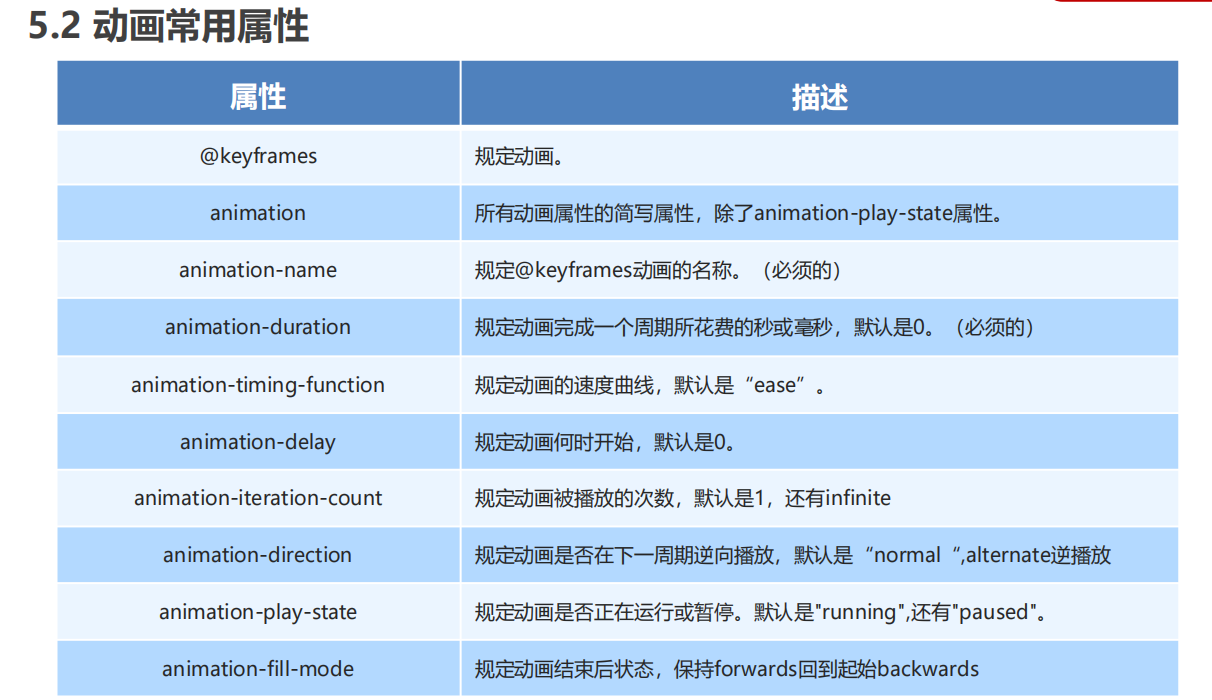 5.2 动画常用属性
属性 描述
@keyframes 规定动画。
animation 所有动画属性的简写属性，除了animation-play-state属性。
animation-name 规定@keyframes动画的名称。（必须的）
animation-duration 规定动画完成一个周期所花费的秒或毫秒，默认是0。（必须的）
animation-timing-function 规定动画的速度曲线，默认是“ease”。
animation-delay 规定动画何时开始，默认是0。
animation-iteration-count 规定动画被播放的次数，默认是1，还有infinite
animation-direction 规定动画是否在下一周期逆向播放，默认是“normal“,alternate逆播放
animation-play-state 规定动画是否正在运行或暂停。默认是"running",还有"paused"。
animation-fill-mode 规定动画结束后状态，保持forwards回到起始backwards